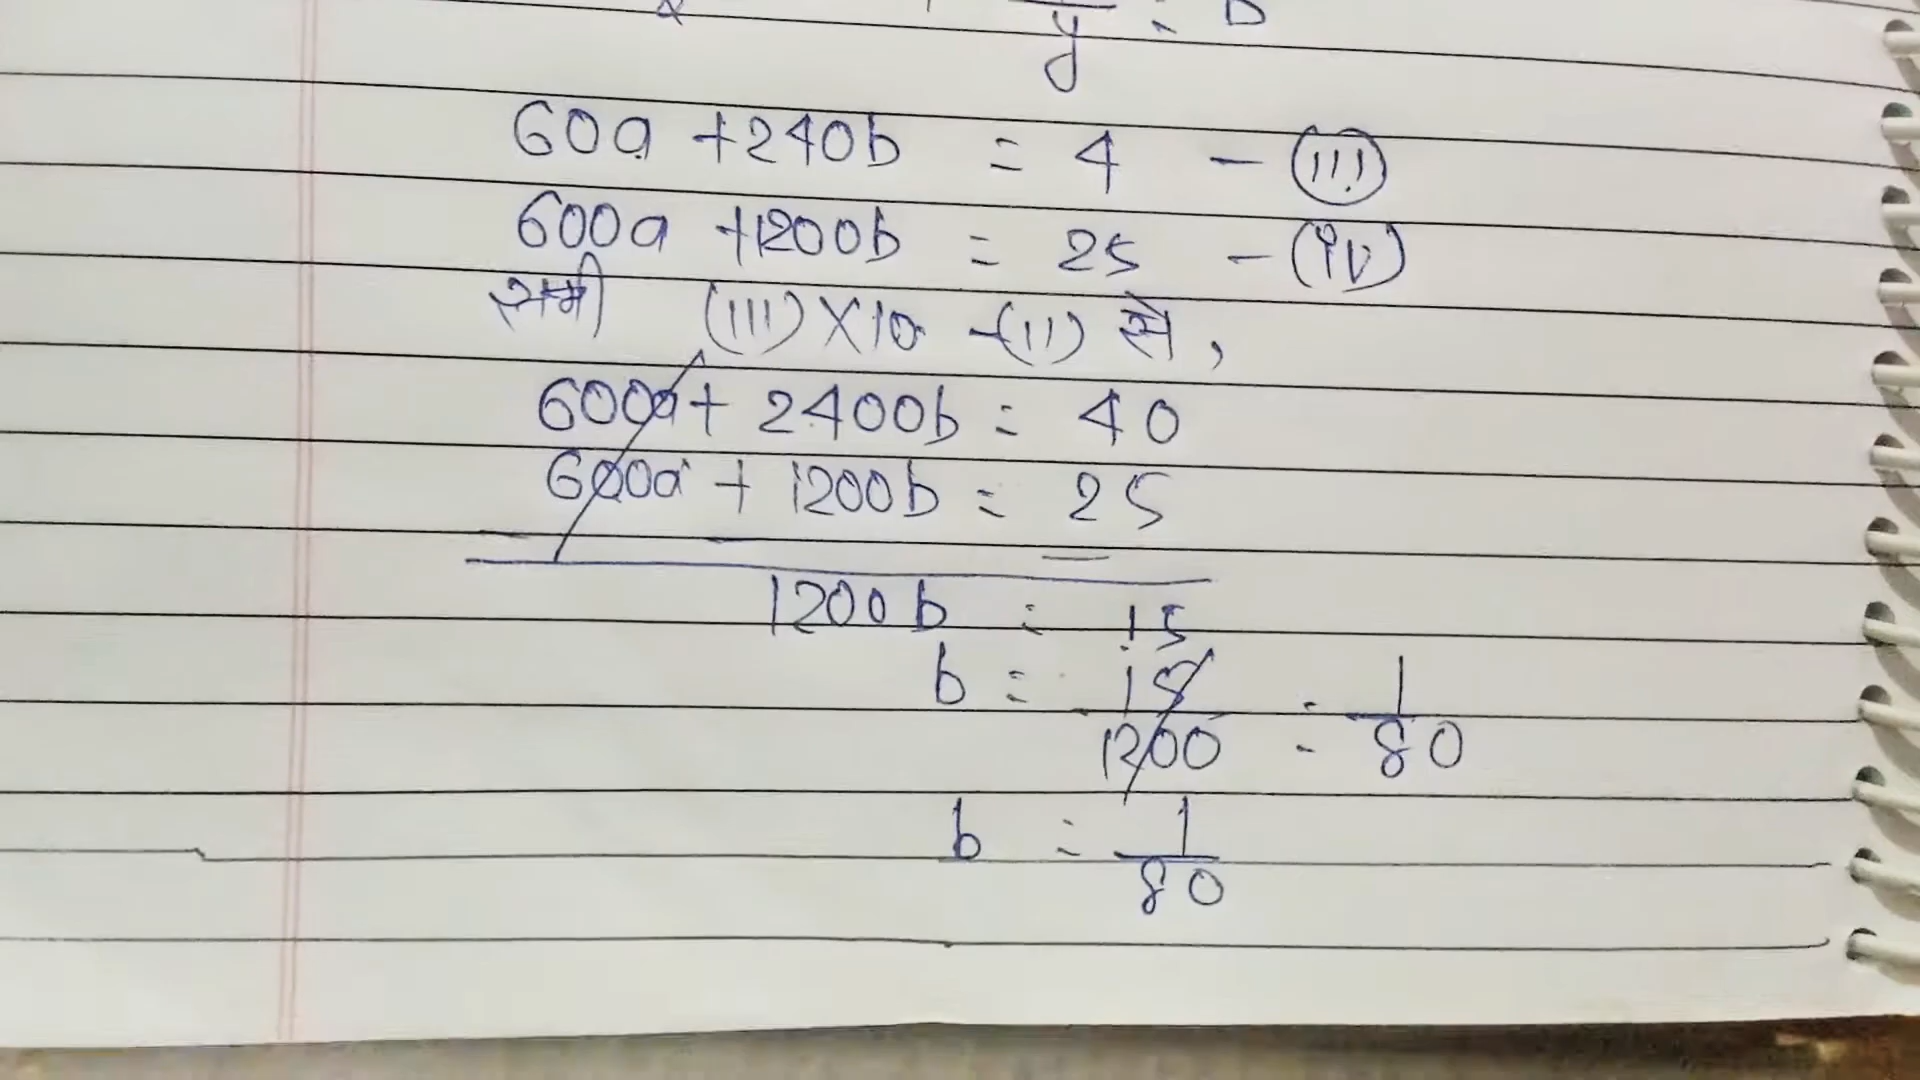 y = b
60a + 240b = 4 - (iii)
600a + 1200b = 25 - (iv)
समी (iii) × 10 - (ii) से,
600a + 2400b = 40
600a + 1200b = 25
1200b = 15
b = 15/1200 = 1/80
b = 1/80